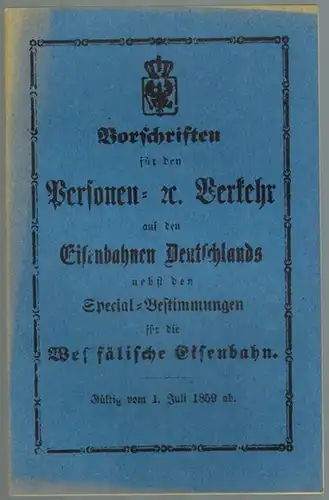 Vorschriften
für den
Personen- ꝛc. Verkehr
auf den
Eisenbahnen Deutschlands
nebst den
Special-Bestimmungen
für die
Westfälische Eisenbahn.
Gültig vom 1. Juli 1859 ab.